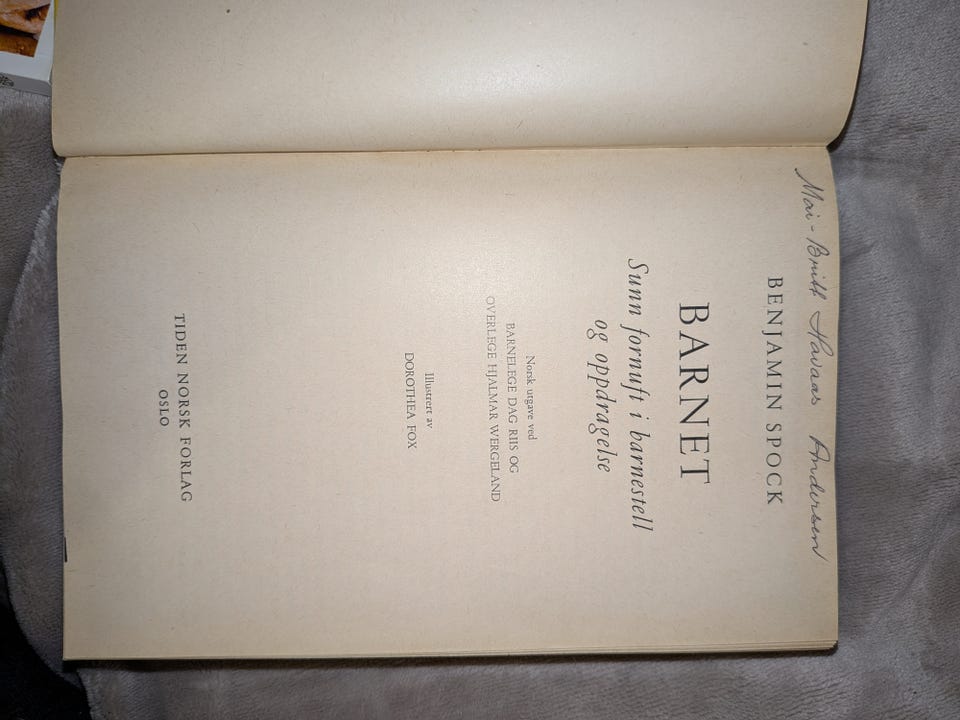 Mai-Britt Havaas Andersen
BENJAMIN SPOCK
BARNET
Sunn fornuft i barnestell
og oppdragelse
Norsk utgave ved
BARNELEGE DAG RIIS OG
OVERLEGE HJALMAR WERGELAND
Illustrert av
DOROTHEA FOX
TIDEN NORSK FORLAG
OSLO